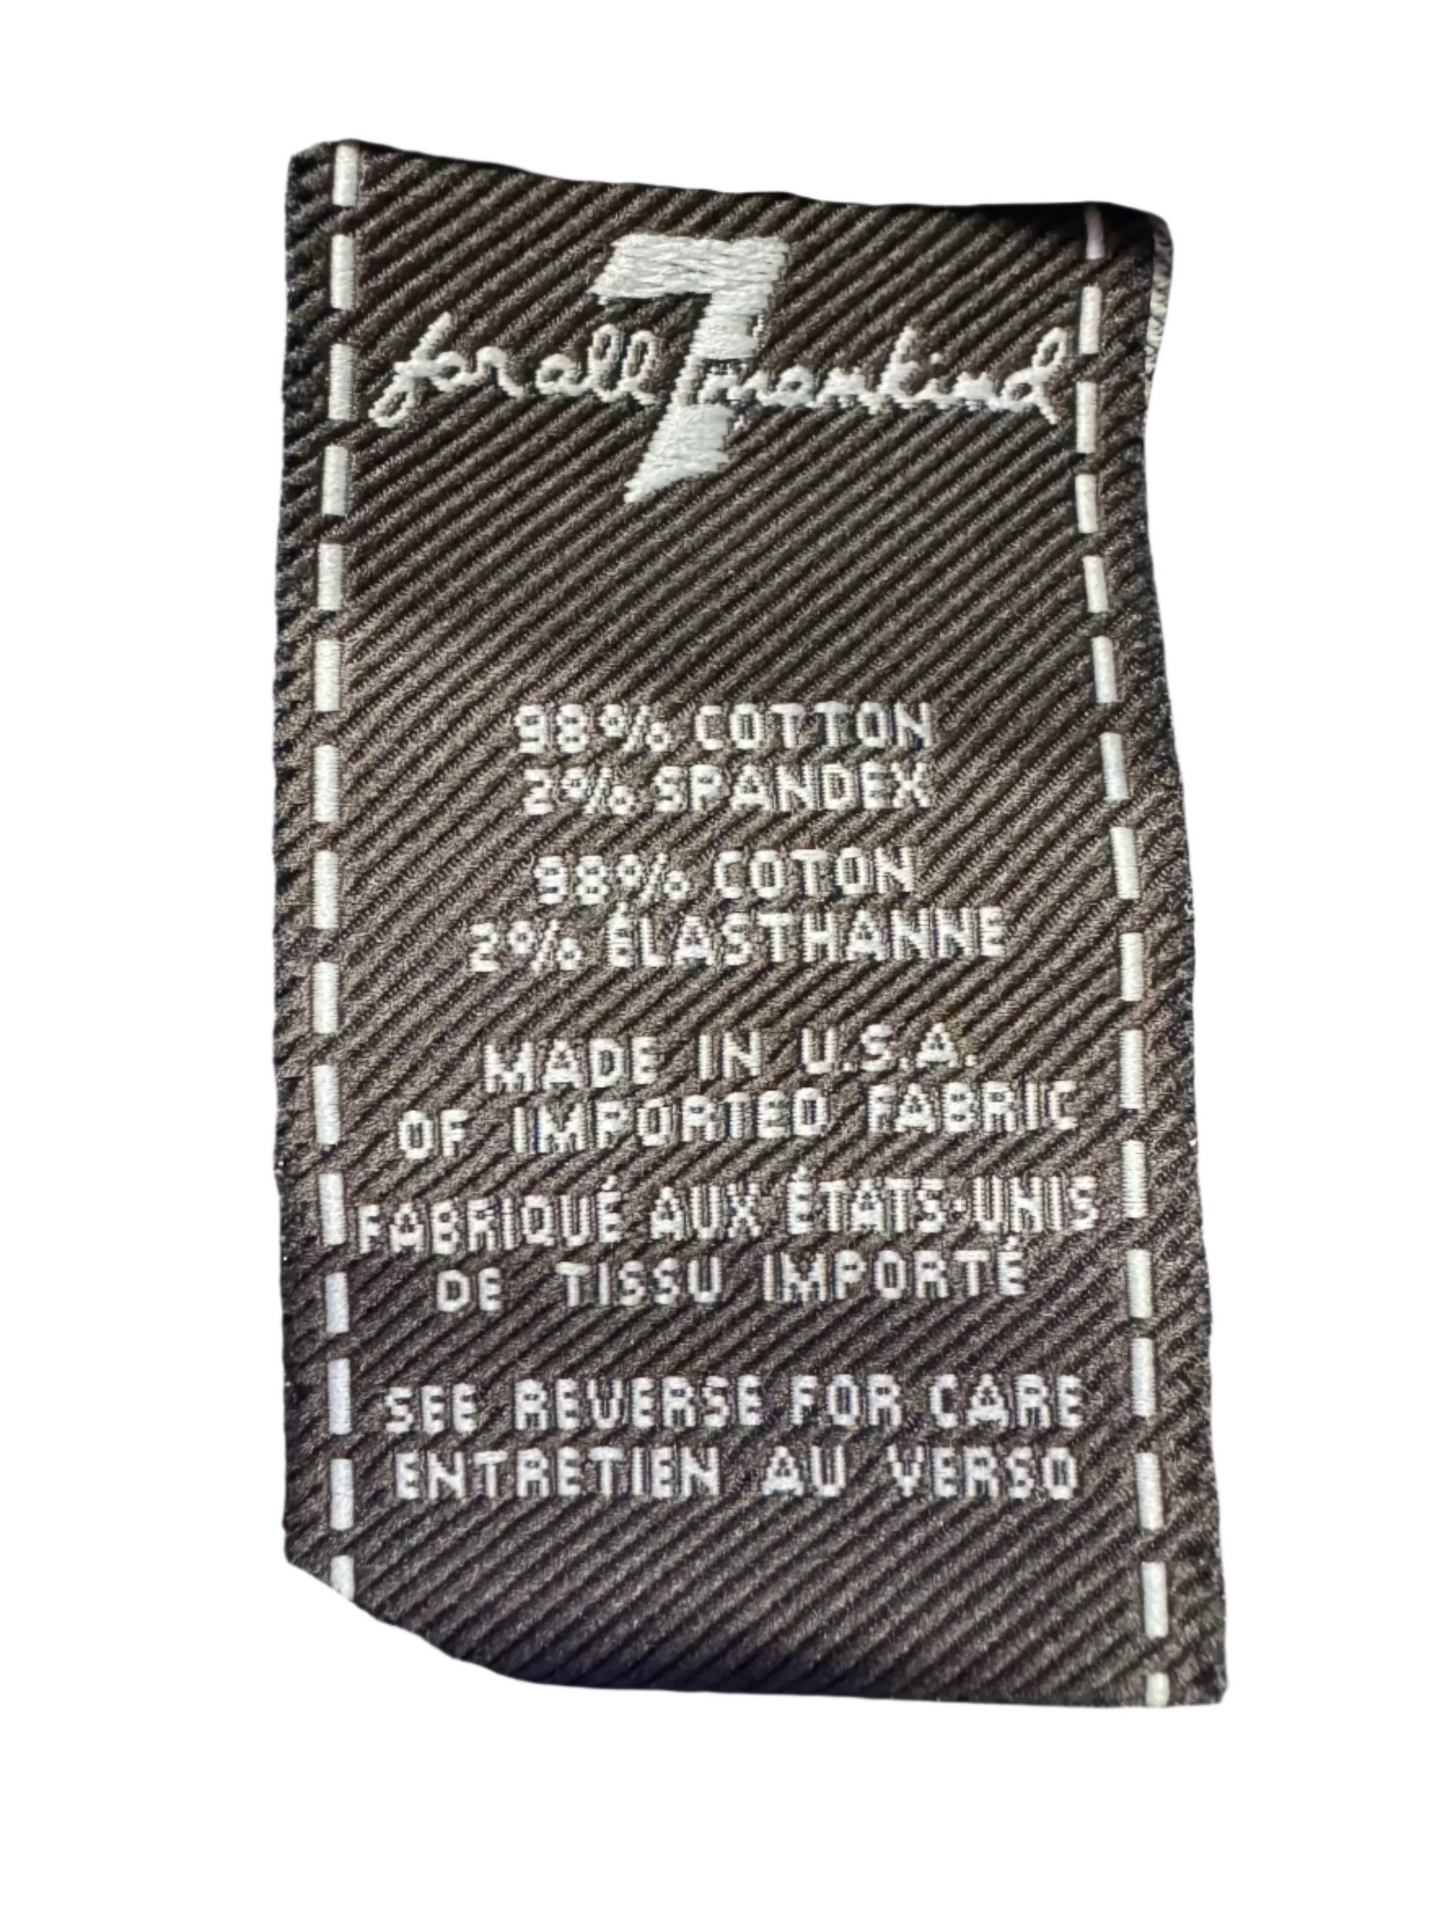 7
for all mankind
98% COTTON
2% SPANDEX
98% COTON
2% ÉLASTHANNE
MADE IN U.S.A.
OF IMPORTED FABRIC
FABRIQUÉ AUX ÉTATS-UNIS
DE TISSU IMPORTÉ
SEE REVERSE FOR CARE
ENTRETIEN AU VERSO